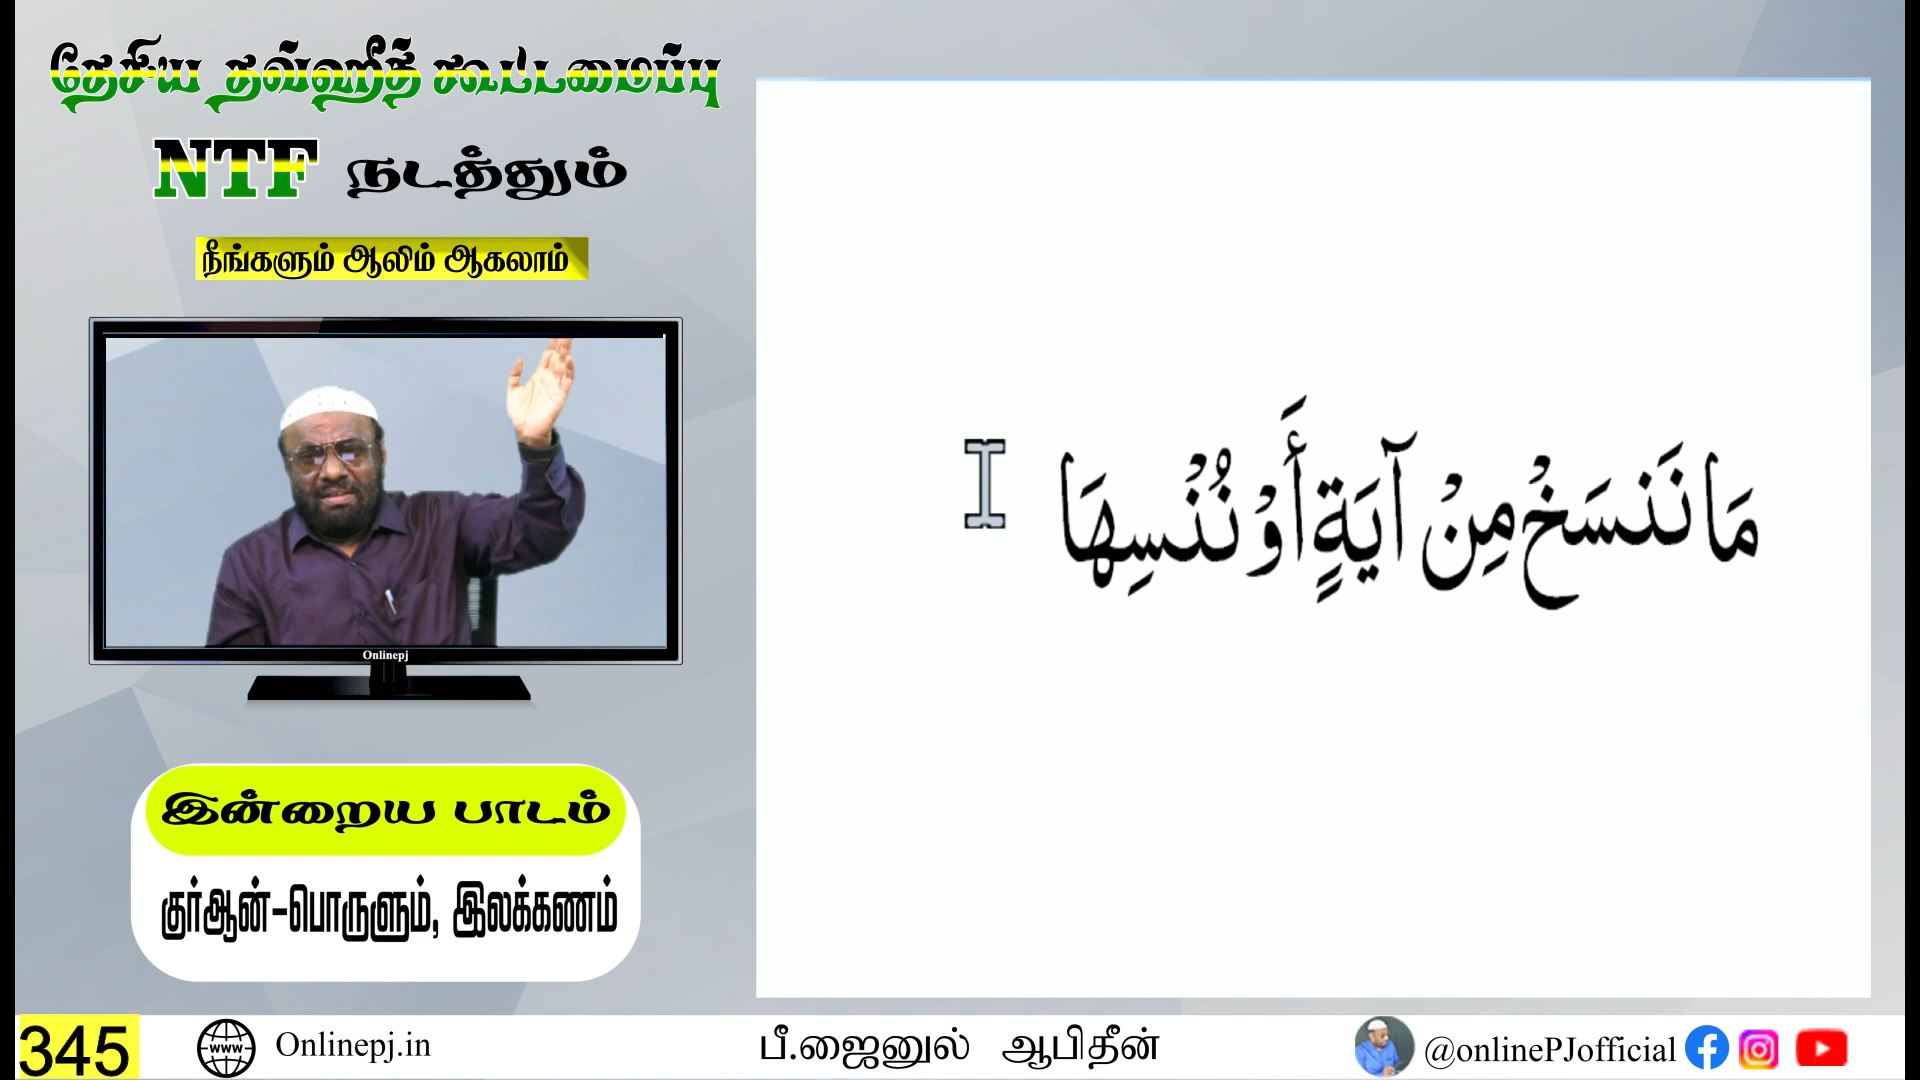 தேசிய தவ்ஹீத் கூட்டமைப்பு
NTF நடத்தும்
நீங்களும் ஆலிம் ஆகலாம்
Onlinepj
இன்றைய பாடம்
குர்ஆன்-பொருளும், இலக்கணம்
مَا نَنسَخْ مِنْ آيَةٍ أَوْ نُنْسِهَا
345
www
Onlinepj.in
பீ.ஜைனுல் ஆபிதீன்
@onlinePJofficial